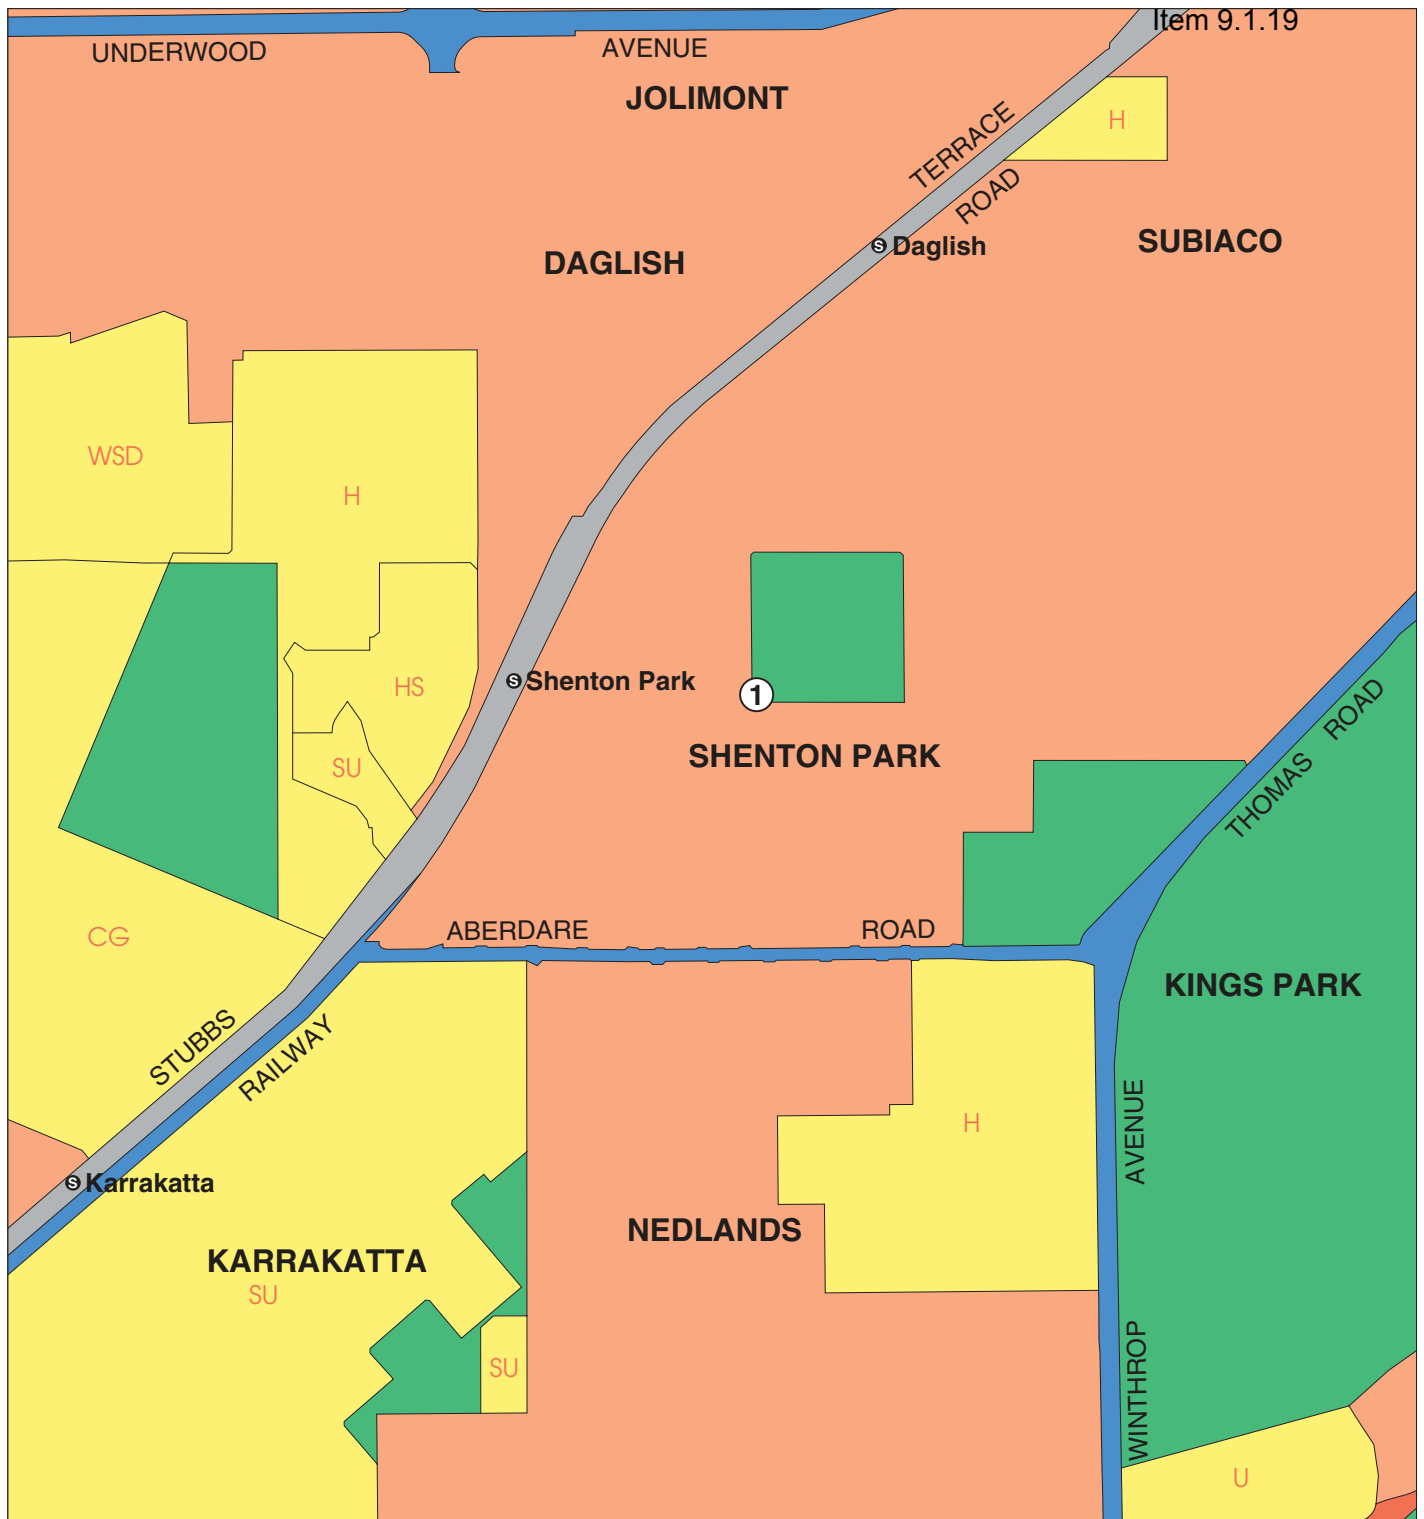 Item 9.1.19
UNDERWOOD
AVENUE
JOLIMONT
TERRACE
H
ROAD
DAGLISH
S Daglish
SUBIACO
WSD
H
HS
S Shenton Park
1
SHENTON PARK
SU
THOMAS ROAD
CG
ABERDARE
ROAD
KINGS PARK
STUBBS
RAILWAY
H
AVENUE
S Karrakatta
NEDLANDS
KARRAKATTA
SU
SU
WINTHROP
U